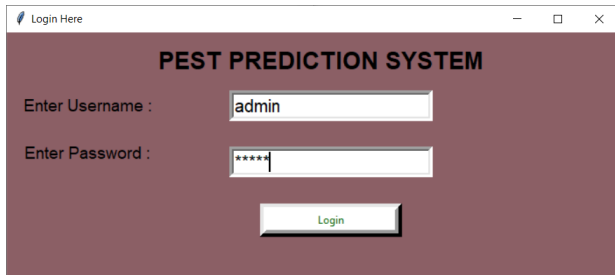 Login Here
PEST PREDICTION SYSTEM
Enter Username : admin
Enter Password : *****
Login